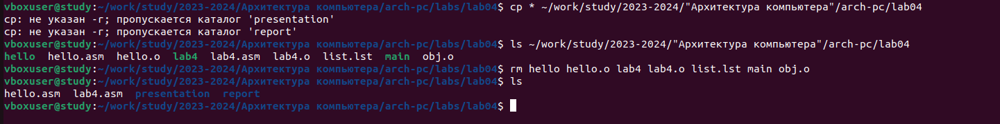 vboxuser@study:~/work/study/2023-2024/Архитектура компьютера/arch-pc/labs/lab04$ cp * ~/work/study/2023-2024/"Архитектура компьютера"/arch-pc/lab04
cp: не указан -r; пропускается каталог 'presentation'
cp: не указан -r; пропускается каталог 'report'
vboxuser@study:~/work/study/2023-2024/Архитектура компьютера/arch-pc/labs/lab04$ ls ~/work/study/2023-2024/"Архитектура компьютера"/arch-pc/lab04
hello  hello.asm  hello.o  lab4  lab4.asm  lab4.o  list.lst  main  obj.o
vboxuser@study:~/work/study/2023-2024/Архитектура компьютера/arch-pc/labs/lab04$ rm hello hello.o lab4 lab4.o list.lst main obj.o
vboxuser@study:~/work/study/2023-2024/Архитектура компьютера/arch-pc/labs/lab04$ ls
hello.asm  lab4.asm  presentation  report
vboxuser@study:~/work/study/2023-2024/Архитектура компьютера/arch-pc/labs/lab04$